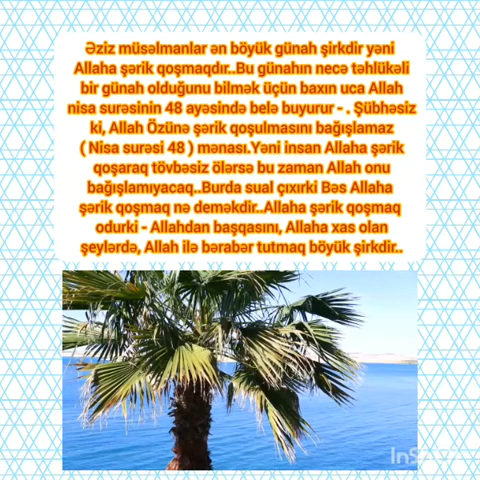 Əziz müsəlmanlar ən böyük günah şirkdir yəni
Allaha şərik qoşmaqdır..Bu günahın necə təhlükəli
bir günah olduğunu bilmək üçün baxın uca Allah
nisa surəsinin 48 ayəsində belə buyurur - . Şübhəsiz
ki, Allah Özünə şərik qoşulmasını bağışlamaz
( Nisa surəsi 48 ) mənası.Yəni insan Allaha şərik
qoşaraq tövbəsiz ölərsə bu zaman Allah onu
bağışlamıyacaq..Burda sual çıxırki Bəs Allaha
şərik qoşmaq nə deməkdir..Allaha şərik qoşmaq
odurki - Allahdan başqasını, Allaha xas olan
şeylərdə, Allah ilə bərabər tutmaq böyük şirkdir..